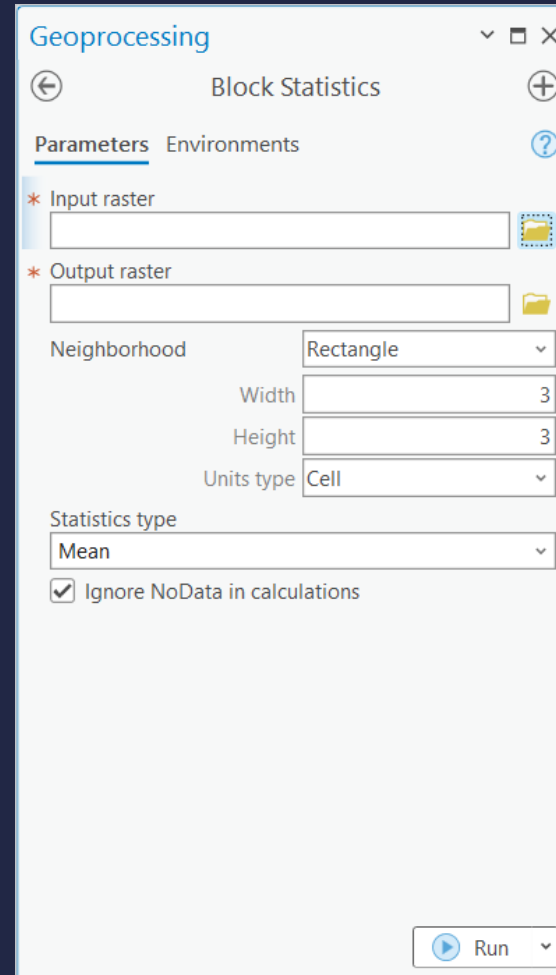 Geoprocessing
Block Statistics
Parameters Environments
* Input raster
* Output raster
Neighborhood Rectangle
Width 3
Height 3
Units type Cell
Statistics type
Mean
Ignore NoData in calculations
Run